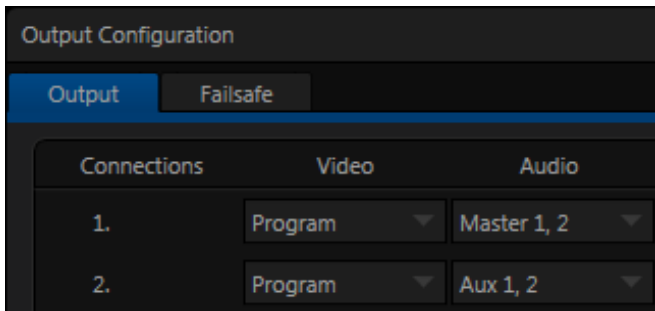 Output Configuration
Output Failsafe
Connections Video Audio
1. Program Master 1, 2
2. Program Aux 1, 2